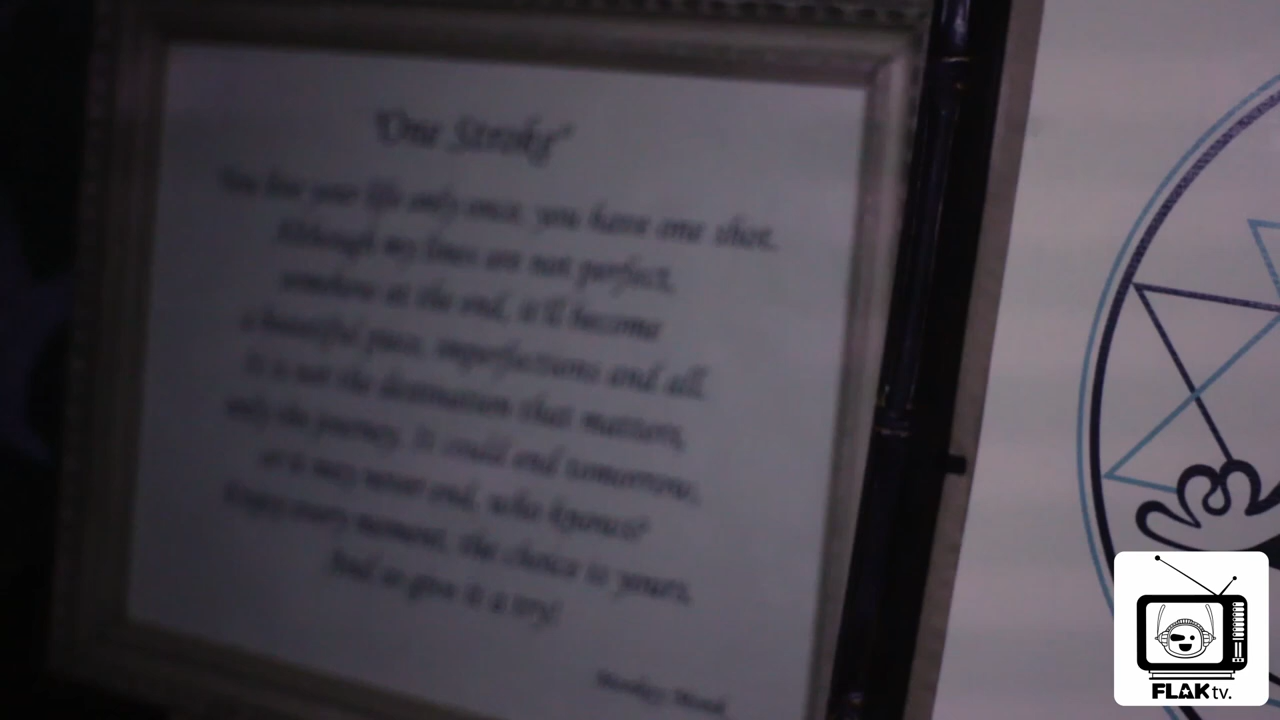 "One Stroke"
You live your life only once, you have one shot.
Although my lines are not perfect,
somehow at the end, it'll become
a beautiful piece, imperfections and all.
It is not the destination that matters,
only the journey. It could end tomorrow,
or it may never end, who knows?
Enjoy every moment, the choice is yours,
And so give it a try!
FLAK tv.